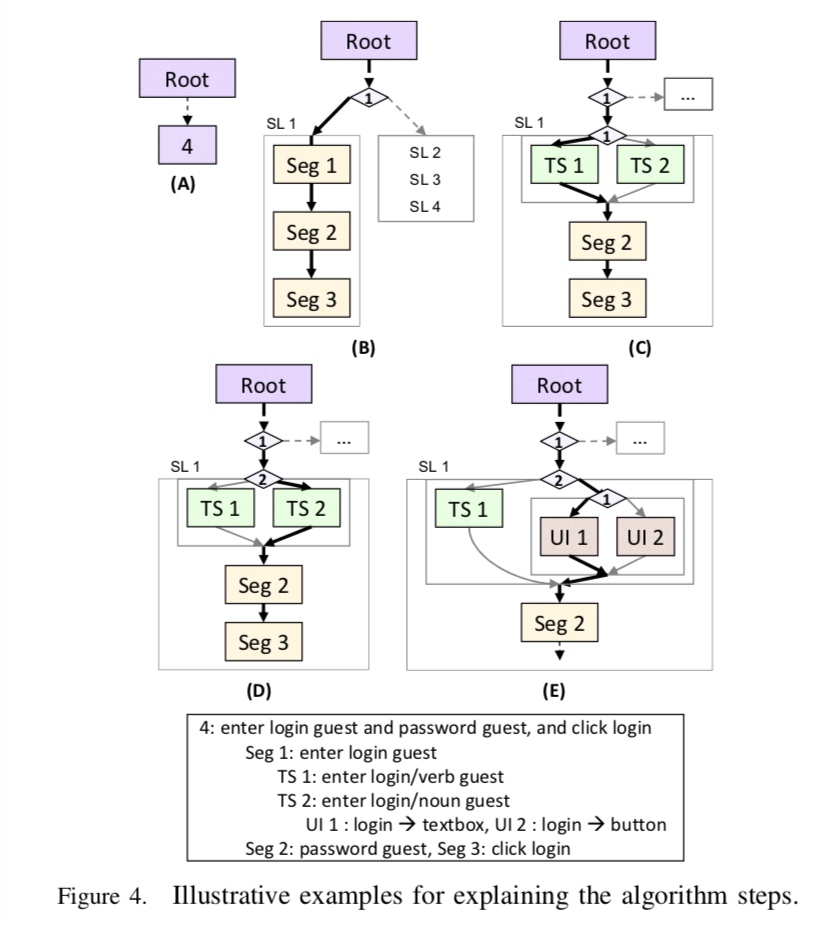 Root
4
(A)
Root
1
SL 1
Seg 1
Seg 2
Seg 3
SL 2
SL 3
SL 4
(B)
Root
1
...
SL 1
1
TS 1
TS 2
Seg 2
Seg 3
(C)
Root
1
...
SL 1
2
TS 1
TS 2
Seg 2
Seg 3
(D)
Root
1
...
SL 1
2
TS 1
1
UI 1
UI 2
Seg 2
(E)
4: enter login guest and password guest, and click login
Seg 1: enter login guest
TS 1: enter login/verb guest
TS 2: enter login/noun guest
UI 1 : login → textbox, UI 2 : login → button
Seg 2: password guest, Seg 3: click login
Figure 4. Illustrative examples for explaining the algorithm steps.